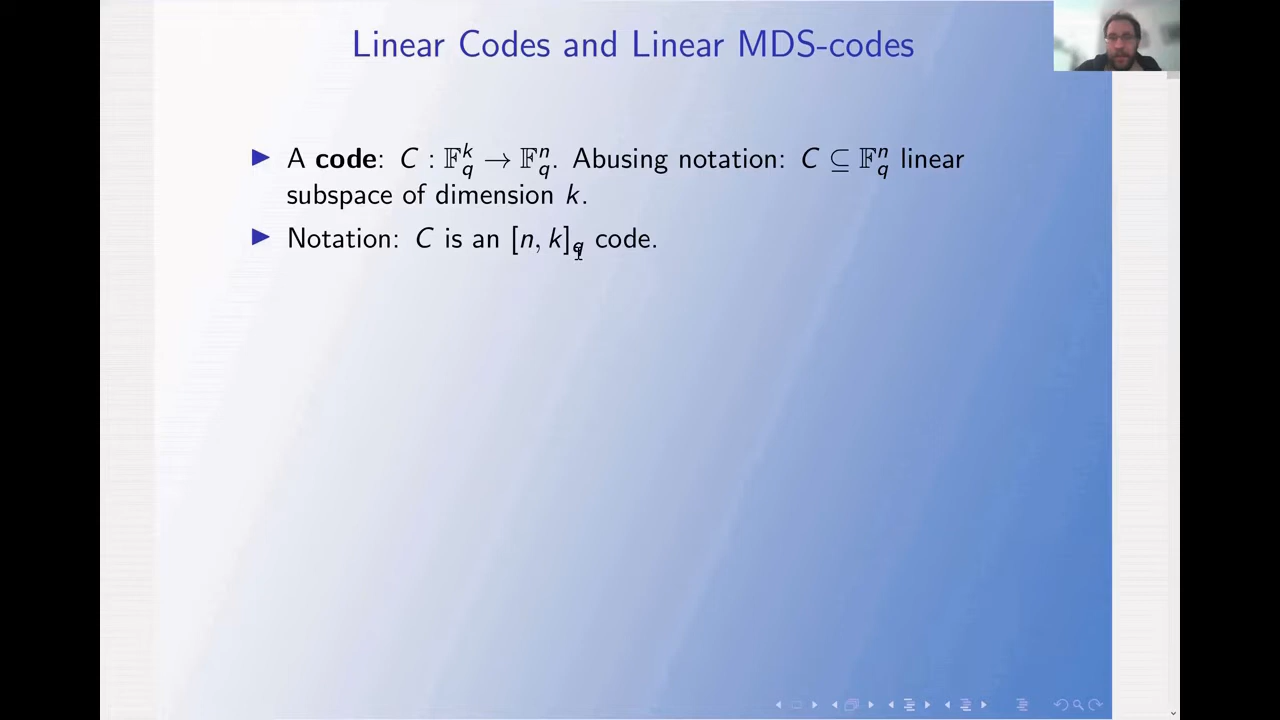 Linear Codes and Linear MDS-codes
▶ A code: C : 𝔽_q^k → 𝔽_q^n. Abusing notation: C ⊆ 𝔽_q^n linear
subspace of dimension k.
▶ Notation: C is an [n, k]_q code.